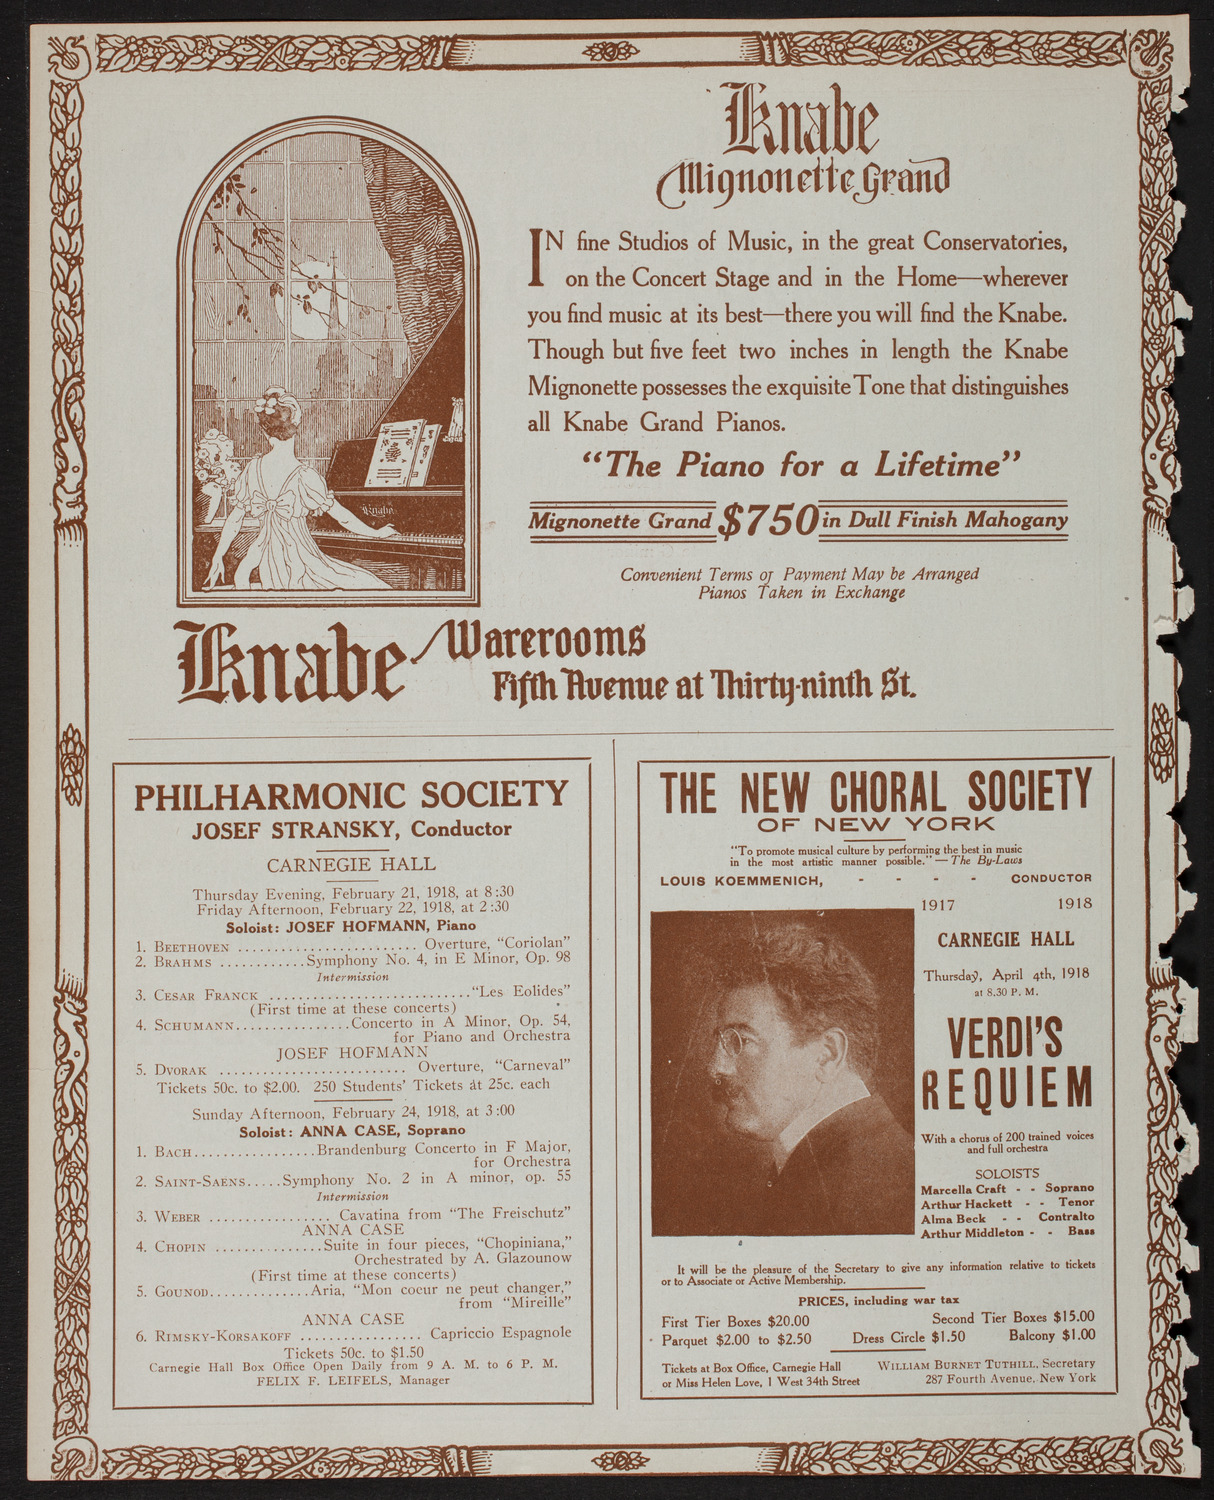 Knabe
Mignonette Grand
IN fine Studios of Music, in the great Conservatories,
on the Concert Stage and in the Home—wherever
you find music at its best—there you will find the Knabe.
Though but five feet two inches in length the Knabe
Mignonette possesses the exquisite Tone that distinguishes
all Knabe Grand Pianos.
"The Piano for a Lifetime"
Mignonette Grand $750 in Dull Finish Mahogany
Convenient Terms of Payment May be Arranged
Pianos Taken in Exchange
Knabe
Knabe Warerooms
Fifth Avenue at Thirty-ninth St.
PHILHARMONIC SOCIETY
JOSEF STRANSKY, Conductor
CARNEGIE HALL
Thursday Evening, February 21, 1918, at 8:30
Friday Afternoon, February 22, 1918, at 2:30
Soloist: JOSEF HOFMANN, Piano
1. BEETHOVEN ........................ Overture, "Coriolan"
2. BRAHMS ............Symphony No. 4, in E Minor, Op. 98
Intermission
3. CESAR FRANCK ..........................."Les Eolides"
(First time at these concerts)
4. SCHUMANN................Concerto in A Minor, Op. 54,
for Piano and Orchestra
JOSEF HOFMANN
5. DVORAK ......................... Overture, "Carneval"
Tickets 50c. to $2.00. 250 Students' Tickets at 25c. each
Sunday Afternoon, February 24, 1918, at 3:00
Soloist: ANNA CASE, Soprano
1. BACH................Brandenburg Concerto in F Major,
for Orchestra
2. SAINT-SAENS.....Symphony No. 2 in A minor, op. 55
Intermission
3. WEBER ................ Cavatina from "The Freischutz"
ANNA CASE
4. CHOPIN ...............Suite in four pieces, "Chopiniana,"
Orchestrated by A. Glazounow
(First time at these concerts)
5. GOUNOD..............Aria, "Mon coeur ne peut changer,"
from "Mireille"
ANNA CASE
6. RIMSKY-KORSAKOFF ................ Capriccio Espagnole
Tickets 50c. to $1.50
Carnegie Hall Box Office Open Daily from 9 A. M. to 6 P. M.
FELIX F. LEIFELS, Manager
THE NEW CHORAL SOCIETY
OF NEW YORK
"To promote musical culture by performing the best in music
in the most artistic manner possible."—The By-Laws
LOUIS KOEMMENICH, - - - - CONDUCTOR
1917 1918
CARNEGIE HALL
Thursday, April 4th, 1918
at 8.30 P. M.
VERDI'S
REQUIEM
With a chorus of 200 trained voices
and full orchestra
SOLOISTS
Marcella Craft - - Soprano
Arthur Hackett - - Tenor
Alma Beck - - Contralto
Arthur Middleton - - Bass
It will be the pleasure of the Secretary to give any information relative to tickets
or to Associate or Active Membership.
PRICES, including war tax
First Tier Boxes $20.00 Second Tier Boxes $15.00
Parquet $2.00 to $2.50 Dress Circle $1.50 Balcony $1.00
Tickets at Box Office, Carnegie Hall WILLIAM BURNET TUTHILL, Secretary
or Miss Helen Love, 1 West 34th Street 287 Fourth Avenue, New York